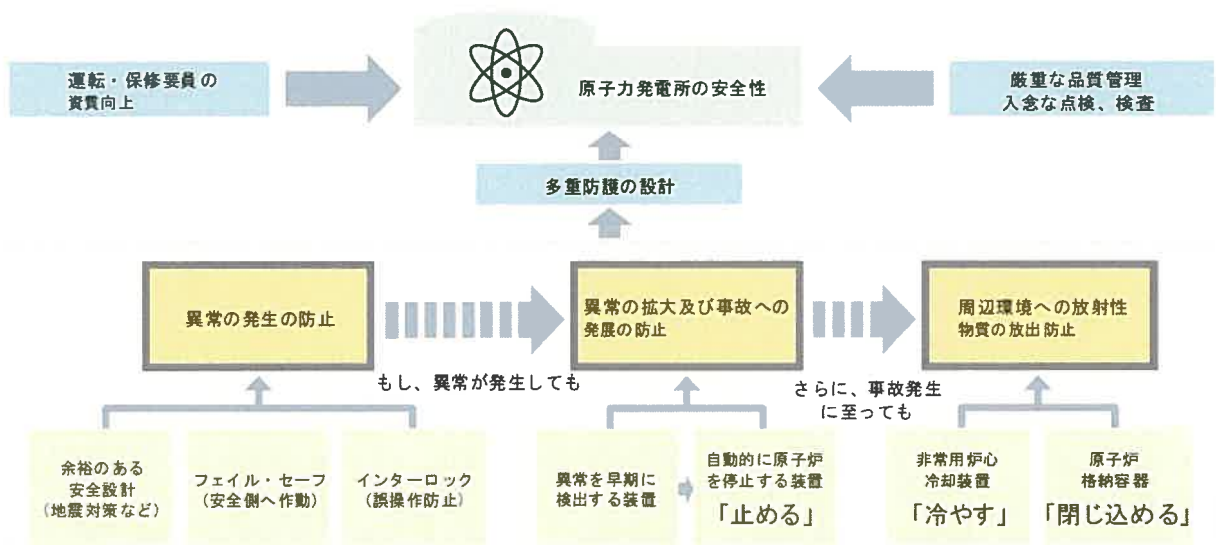 運転・保修要員の
資質向上
原子力発電所の安全性
厳重な品質管理
入念な点検、検査
多重防護の設計
異常の発生の防止
異常の拡大及び事故への
発展の防止
周辺環境への放射性
物質の放出防止
もし、異常が発生しても
さらに、事故発生
に至っても
余裕のある
安全設計
(地震対策など)
フェイル・セーフ
(安全側へ作動)
インターロック
(誤操作防止)
異常を早期に
検出する装置
自動的に原子炉
を停止する装置
「止める」
非常用炉心
冷却装置
「冷やす」
原子炉
格納容器
「閉じ込める」